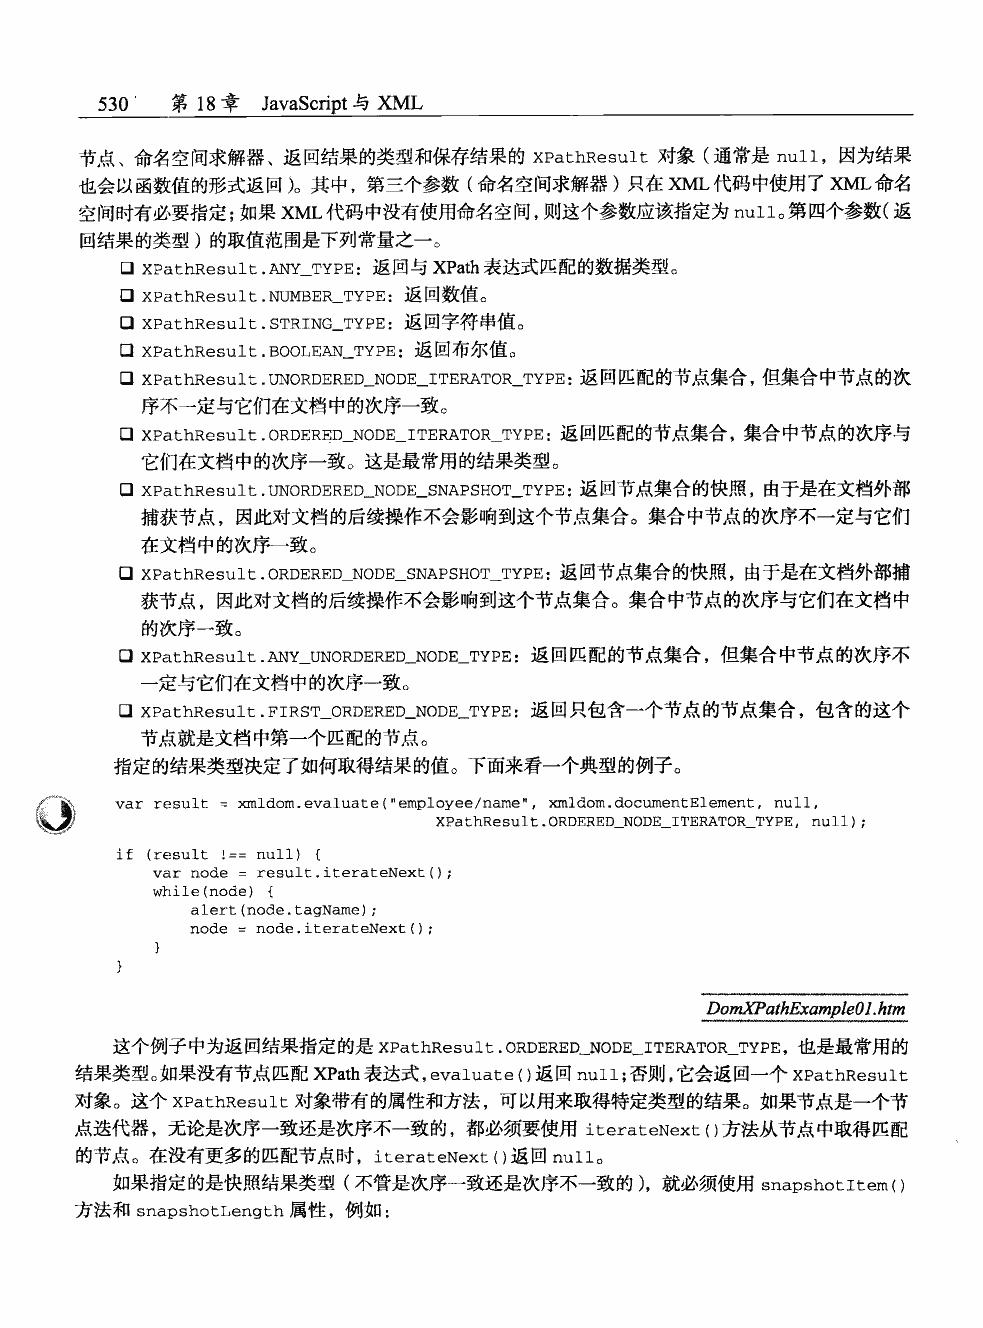 530 第 18 章 JavaScript 与 XML
节点、命名空间求解器、返回结果的类型和保存结果的 XPathResult 对象（通常是 null，因为结果
也会以函数值的形式返回）。其中，第三个参数（命名空间求解器）只在 XML 代码中使用了 XML 命名
空间时有必要指定；如果 XML 代码中没有使用命名空间，则这个参数应该指定为 null。第四个参数（返
回结果的类型）的取值范围是下列常量之一。
❑ XPathResult.ANY_TYPE：返回与 XPath 表达式匹配的数据类型。
❑ XPathResult.NUMBER_TYPE：返回数值。
❑ XPathResult.STRING_TYPE：返回字符串值。
❑ XPathResult.BOOLEAN_TYPE：返回布尔值。
❑ XPathResult.UNORDERED_NODE_ITERATOR_TYPE：返回匹配的节点集合，但集合中节点的次
序不一定与它们在文档中的次序一致。
❑ XPathResult.ORDERED_NODE_ITERATOR_TYPE：返回匹配的节点集合，集合中节点的次序与
它们在文档中的次序一致。这是最常用的结果类型。
❑ XPathResult.UNORDERED_NODE_SNAPSHOT_TYPE：返回节点集合的快照，由于是在文档外部
捕获节点，因此对文档的后续操作不会影响到这个节点集合。集合中节点的次序不一定与它们
在文档中的次序一致。
❑ XPathResult.ORDERED_NODE_SNAPSHOT_TYPE：返回节点集合的快照，由于是在文档外部捕
获节点，因此对文档的后续操作不会影响到这个节点集合。集合中节点的次序与它们在文档中
的次序一致。
❑ XPathResult.ANY_UNORDERED_NODE_TYPE：返回匹配的节点集合，但集合中节点的次序不
一定与它们在文档中的次序一致。
❑ XPathResult.FIRST_ORDERED_NODE_TYPE：返回只包含一个节点的节点集合，包含的这个
节点就是文档中第一个匹配的节点。
指定的结果类型决定了如何取得结果的值。下面来看一个典型的例子。
var result = xmldom.evaluate("employee/name", xmldom.documentElement, null,
XPathResult.ORDERED_NODE_ITERATOR_TYPE, null);
if (result !== null) {
var node = result.iterateNext();
while(node) {
alert(node.tagName);
node = node.iterateNext();
}
}
DomXPathExample01.htm
这个例子中为返回结果指定的是 XPathResult.ORDERED_NODE_ITERATOR_TYPE，也是最常用的
结果类型。如果没有节点匹配 XPath 表达式，evaluate()返回 null；否则，它会返回一个 XPathResult
对象。这个 XPathResult 对象带有的属性和方法，可以用来取得特定类型的结果。如果节点是一个节
点迭代器，无论是次序一致还是次序不一致的，都必须要使用 iterateNext()方法从节点中取得匹配
的节点。在没有更多的匹配节点时，iterateNext()返回 null。
如果指定的是快照结果类型（不管是次序一致还是次序不一致的），就必须使用 snapshotItem()
方法和 snapshotLength 属性，例如：